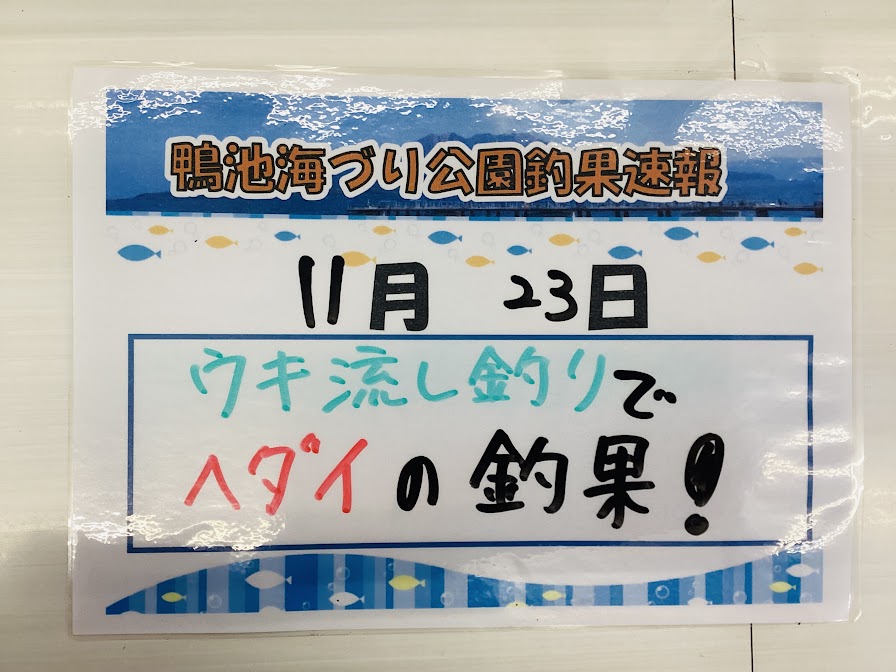 鴨池海づり公園釣果速報
11月 23日
ウキ流し釣りで
ヘダイの釣果!